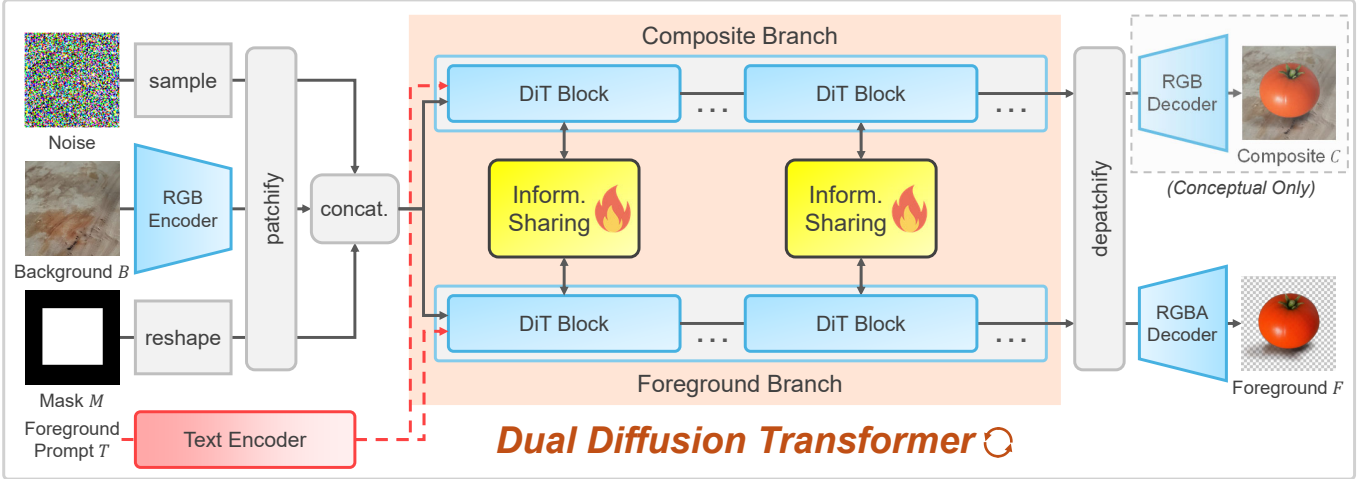 Composite Branch
sample
Noise
RGB
Encoder
Background B
reshape
Mask M
patchify
concat.
Foreground
Prompt T
Text Encoder
DiT Block
...
DiT Block
...
Inform.
Sharing
Inform.
Sharing
DiT Block
...
DiT Block
...
Foreground Branch
Dual Diffusion Transformer
depatchify
RGB
Decoder
Composite C
(Conceptual Only)
RGBA
Decoder
Foreground F